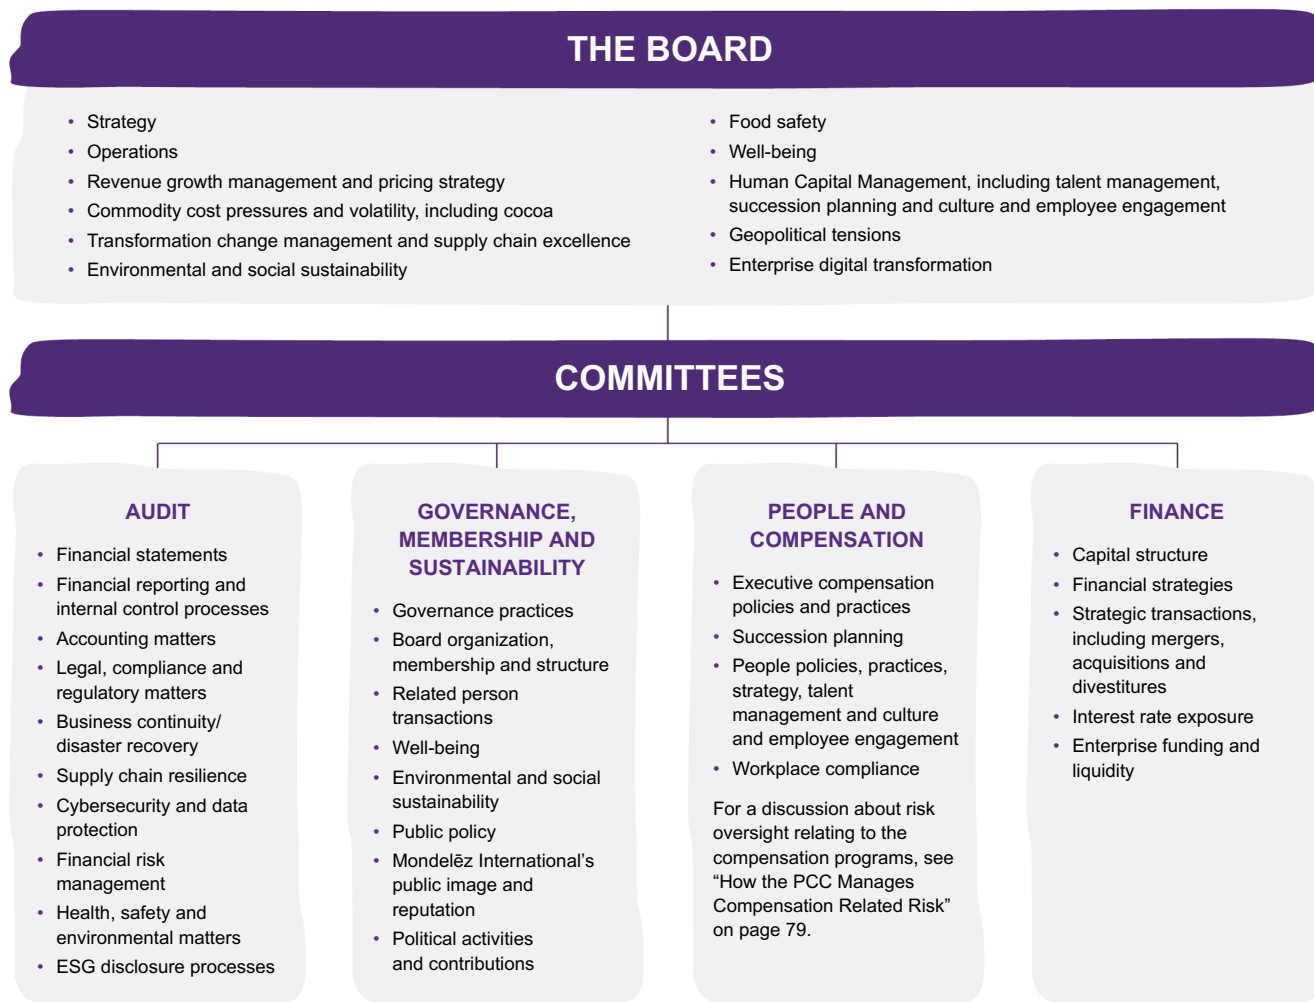 THE BOARD
• Strategy
• Operations
• Revenue growth management and pricing strategy
• Commodity cost pressures and volatility, including cocoa
• Transformation change management and supply chain excellence
• Environmental and social sustainability
• Food safety
• Well-being
• Human Capital Management, including talent management,
succession planning and culture and employee engagement
• Geopolitical tensions
• Enterprise digital transformation
COMMITTEES
AUDIT
• Financial statements
• Financial reporting and
internal control processes
• Accounting matters
• Legal, compliance and
regulatory matters
• Business continuity/
disaster recovery
• Supply chain resilience
• Cybersecurity and data
protection
• Financial risk
management
• Health, safety and
environmental matters
• ESG disclosure processes
GOVERNANCE,
MEMBERSHIP AND
SUSTAINABILITY
• Governance practices
• Board organization,
membership and structure
• Related person
transactions
• Well-being
• Environmental and social
sustainability
• Public policy
• Mondelēz International’s
public image and
reputation
• Political activities
and contributions
PEOPLE AND
COMPENSATION
• Executive compensation
policies and practices
• Succession planning
• People policies, practices,
strategy, talent
management and culture
and employee engagement
• Workplace compliance
For a discussion about risk
oversight relating to the
compensation programs, see
“How the PCC Manages
Compensation Related Risk”
on page 79.
FINANCE
• Capital structure
• Financial strategies
• Strategic transactions,
including mergers,
acquisitions and
divestitures
• Interest rate exposure
• Enterprise funding and
liquidity